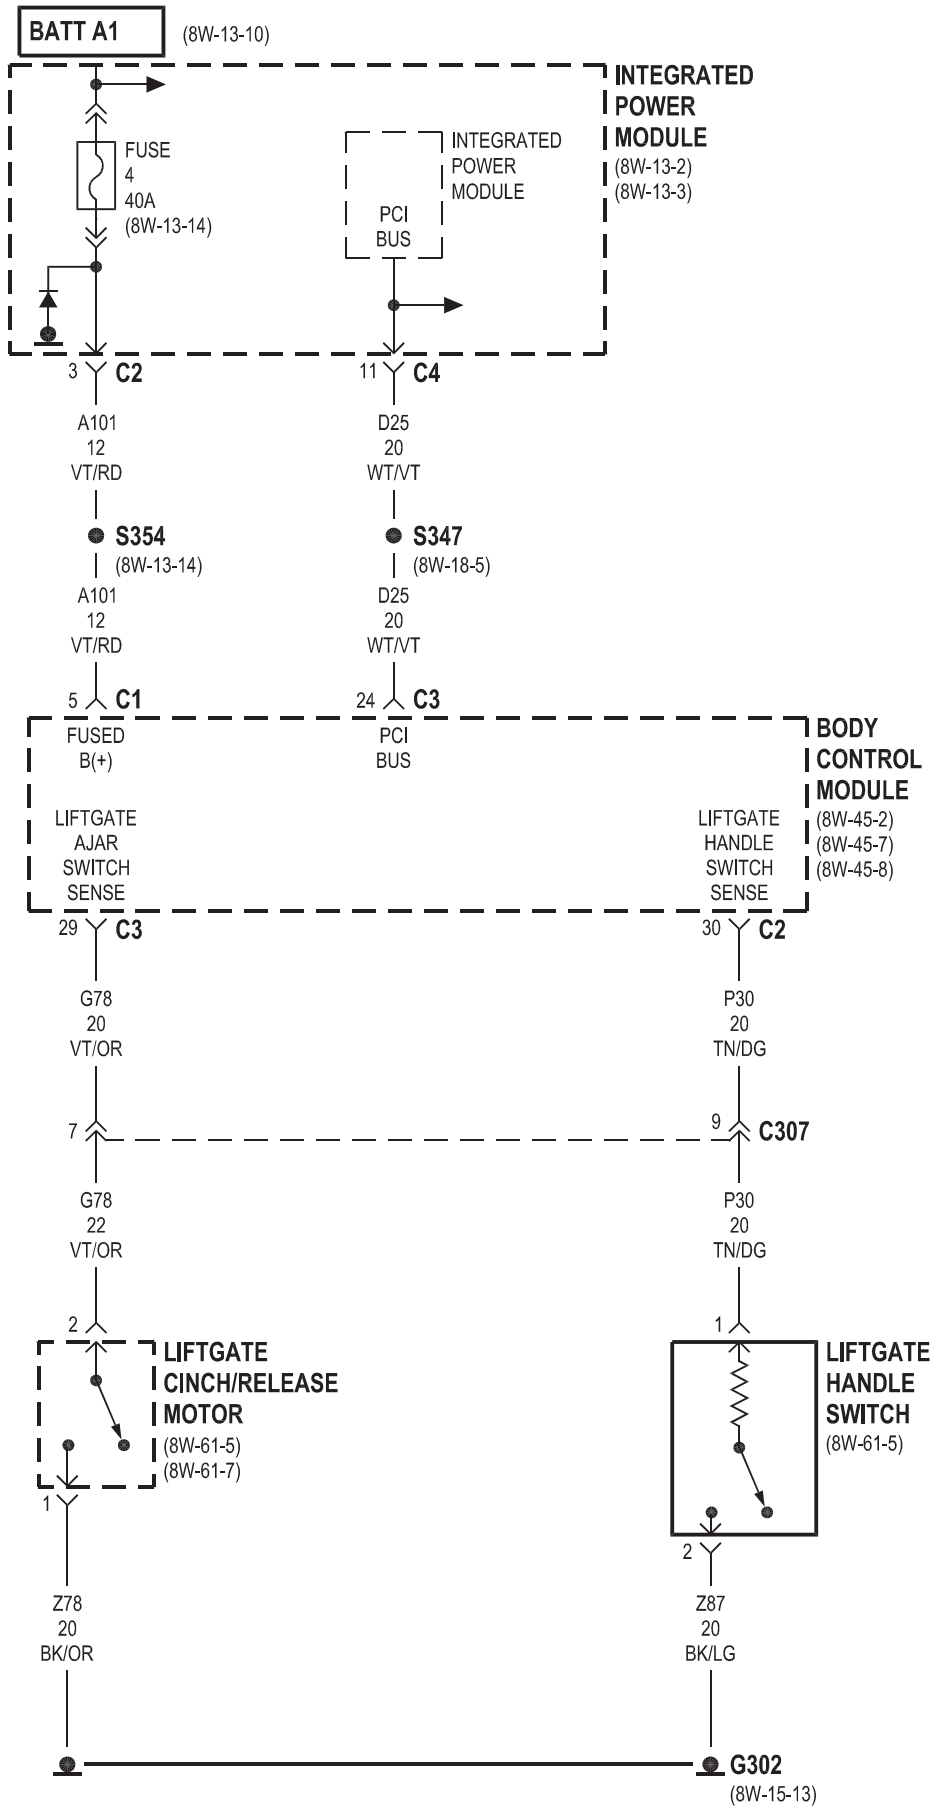 BATT A1
(8W-13-10)
INTEGRATED
POWER
MODULE
(8W-13-2)
(8W-13-3)
FUSE
4
40A
(8W-13-14)
INTEGRATED
POWER
MODULE
PCI
BUS
3
C2
11
C4
A101
12
VT/RD
D25
20
WT/VT
S354
(8W-13-14)
S347
(8W-18-5)
A101
12
VT/RD
D25
20
WT/VT
5
C1
24
C3
FUSED
B(+)
PCI
BUS
BODY
CONTROL
MODULE
(8W-45-2)
(8W-45-7)
(8W-45-8)
LIFTGATE
AJAR
SWITCH
SENSE
LIFTGATE
HANDLE
SWITCH
SENSE
29
C3
30
C2
G78
20
VT/OR
P30
20
TN/DG
7
9
C307
G78
22
VT/OR
P30
20
TN/DG
2
1
LIFTGATE
CINCH/RELEASE
MOTOR
(8W-61-5)
(8W-61-7)
LIFTGATE
HANDLE
SWITCH
(8W-61-5)
1
2
Z78
20
BK/OR
Z87
20
BK/LG
G302
(8W-15-13)